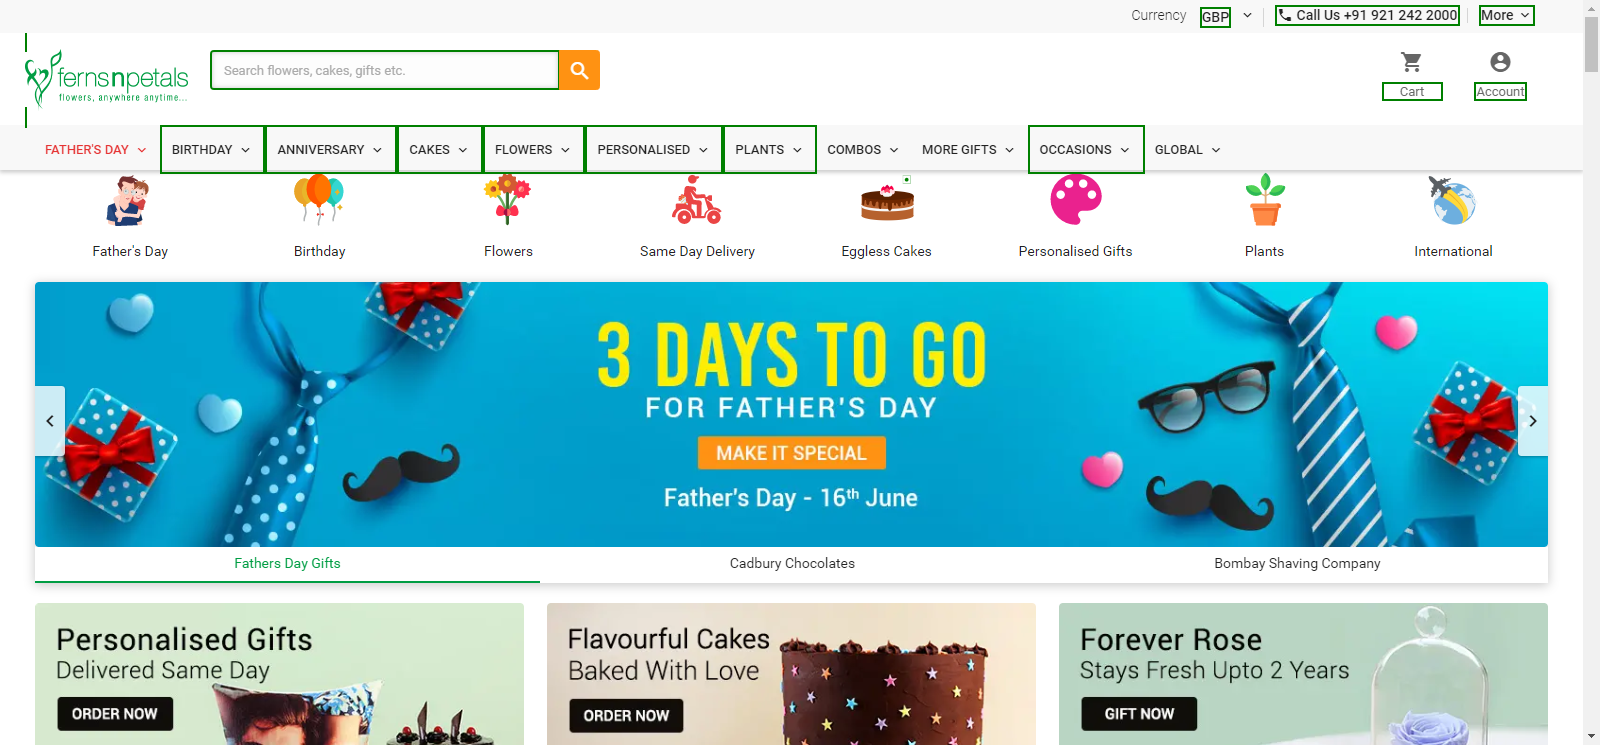 Currency GBP Call Us +91 921 242 2000 More
fernsnpetals
flowers, anywhere anytime...
Search flowers, cakes, gifts etc.
Cart Account
FATHER'S DAY BIRTHDAY ANNIVERSARY CAKES FLOWERS PERSONALISED PLANTS COMBOS MORE GIFTS OCCASIONS GLOBAL
Father's Day Birthday Flowers Same Day Delivery Eggless Cakes Personalised Gifts Plants International
3 DAYS TO GO
FOR FATHER'S DAY
MAKE IT SPECIAL
Father's Day - 16th June
Fathers Day Gifts Cadbury Chocolates Bombay Shaving Company
Personalised Gifts
Delivered Same Day
ORDER NOW
Flavourful Cakes
Baked With Love
ORDER NOW
Forever Rose
Stays Fresh Upto 2 Years
GIFT NOW